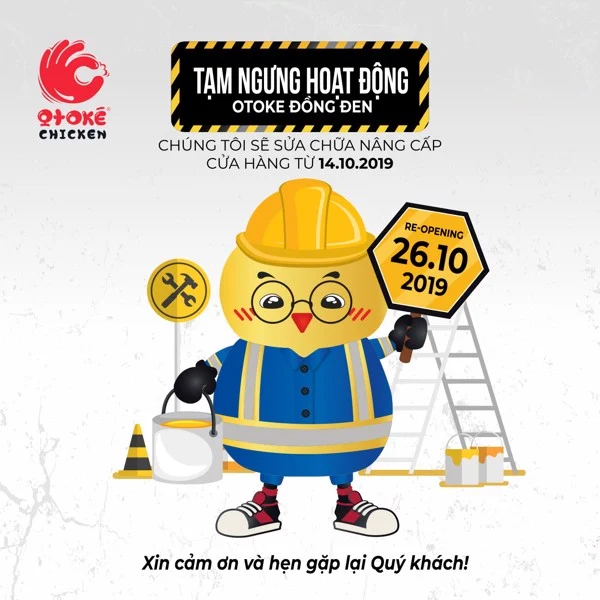 OTOKÉ
CHICKEN
TẠM NGƯNG HOẠT ĐỘNG
OTOKE ĐỒNG ĐEN
CHÚNG TÔI SẼ SỬA CHỮA NÂNG CẤP
CỬA HÀNG TỪ 14.10.2019
RE-OPENING
26.10
2019
Xin cảm ơn và hẹn gặp lại Quý khách!